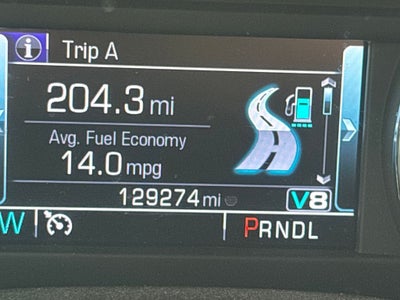 i Trip A
204.3 mi
Avg. Fuel Economy
14.0 mpg
129274 mi V8
W PRNDL